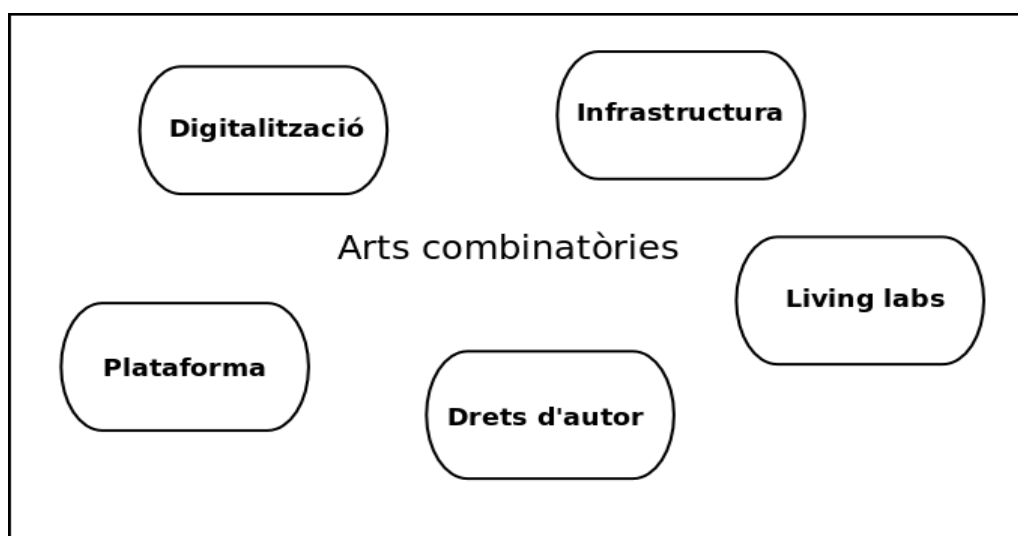 Digitalització
Infrastructura
Arts combinatòries
Living labs
Plataforma
Drets d'autor